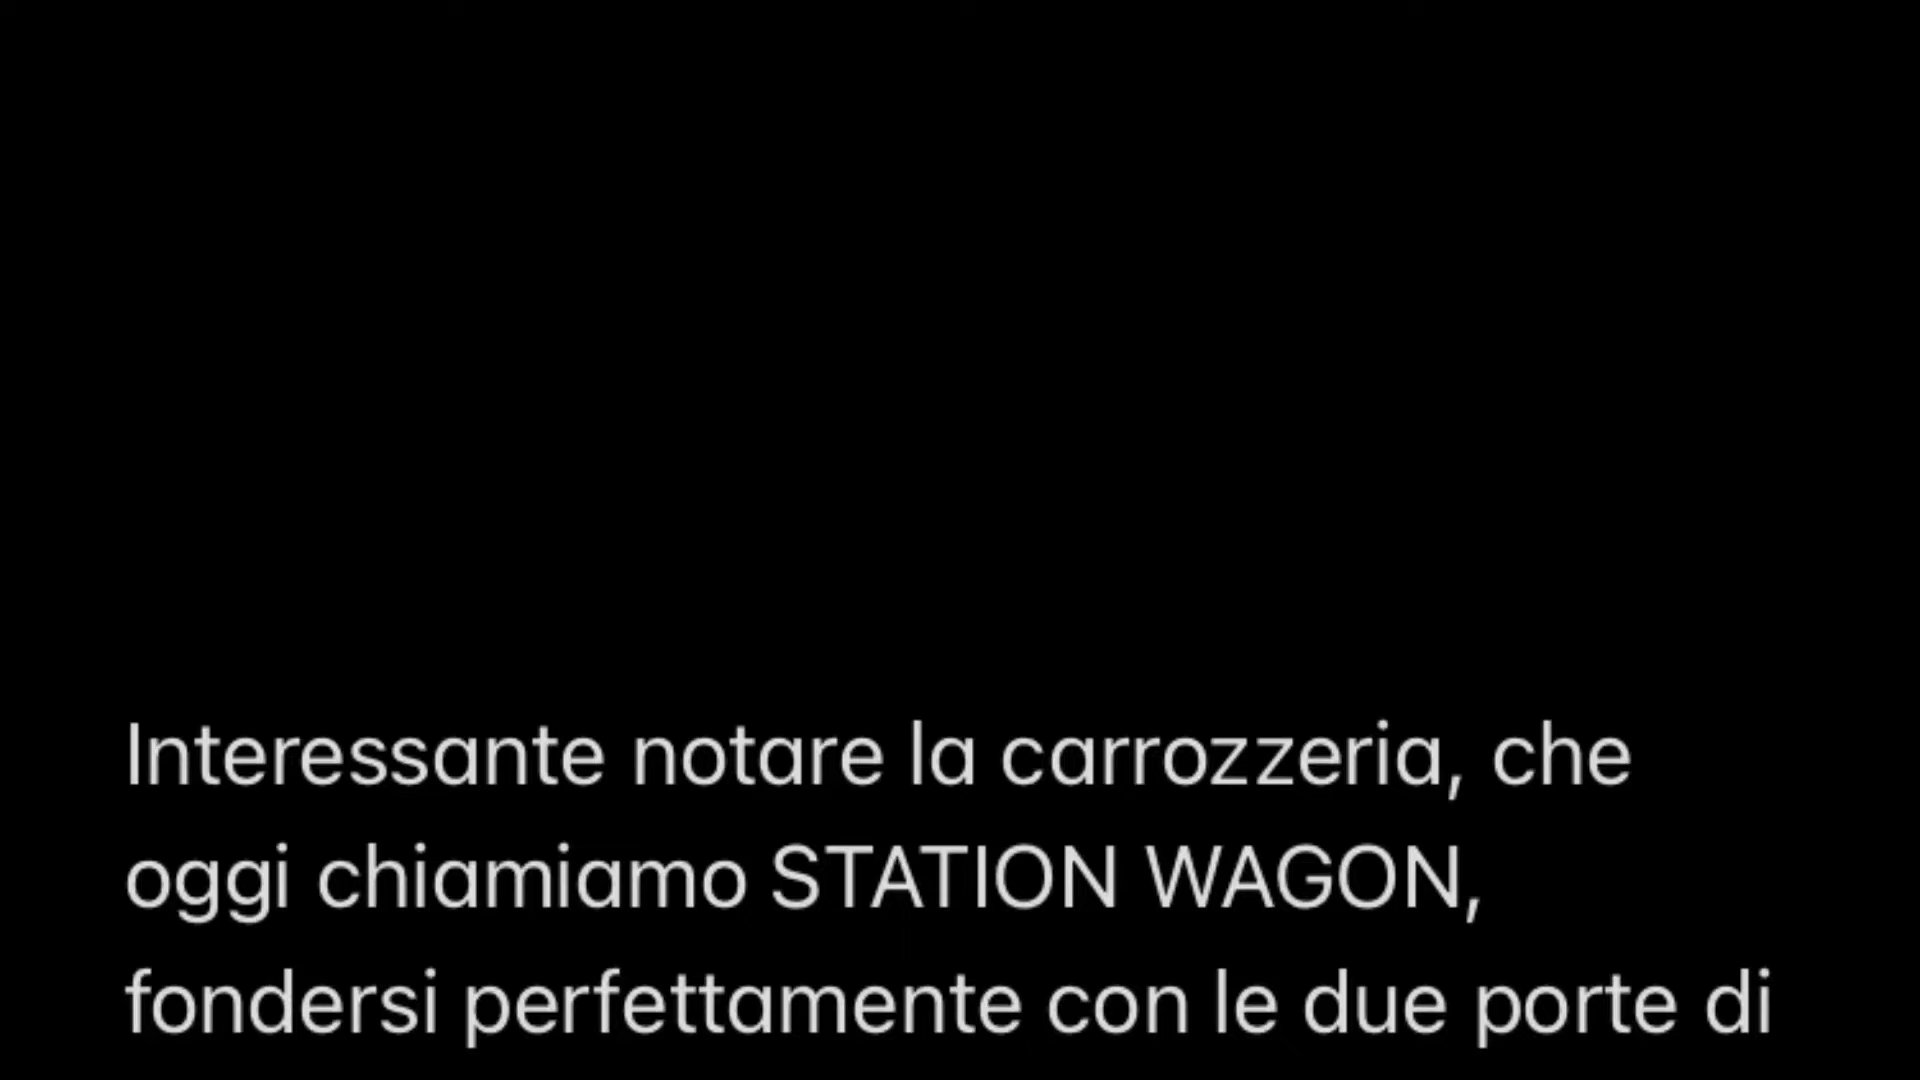 Interessante notare la carrozzeria, che
oggi chiamiamo STATION WAGON,
fondersi perfettamente con le due porte di